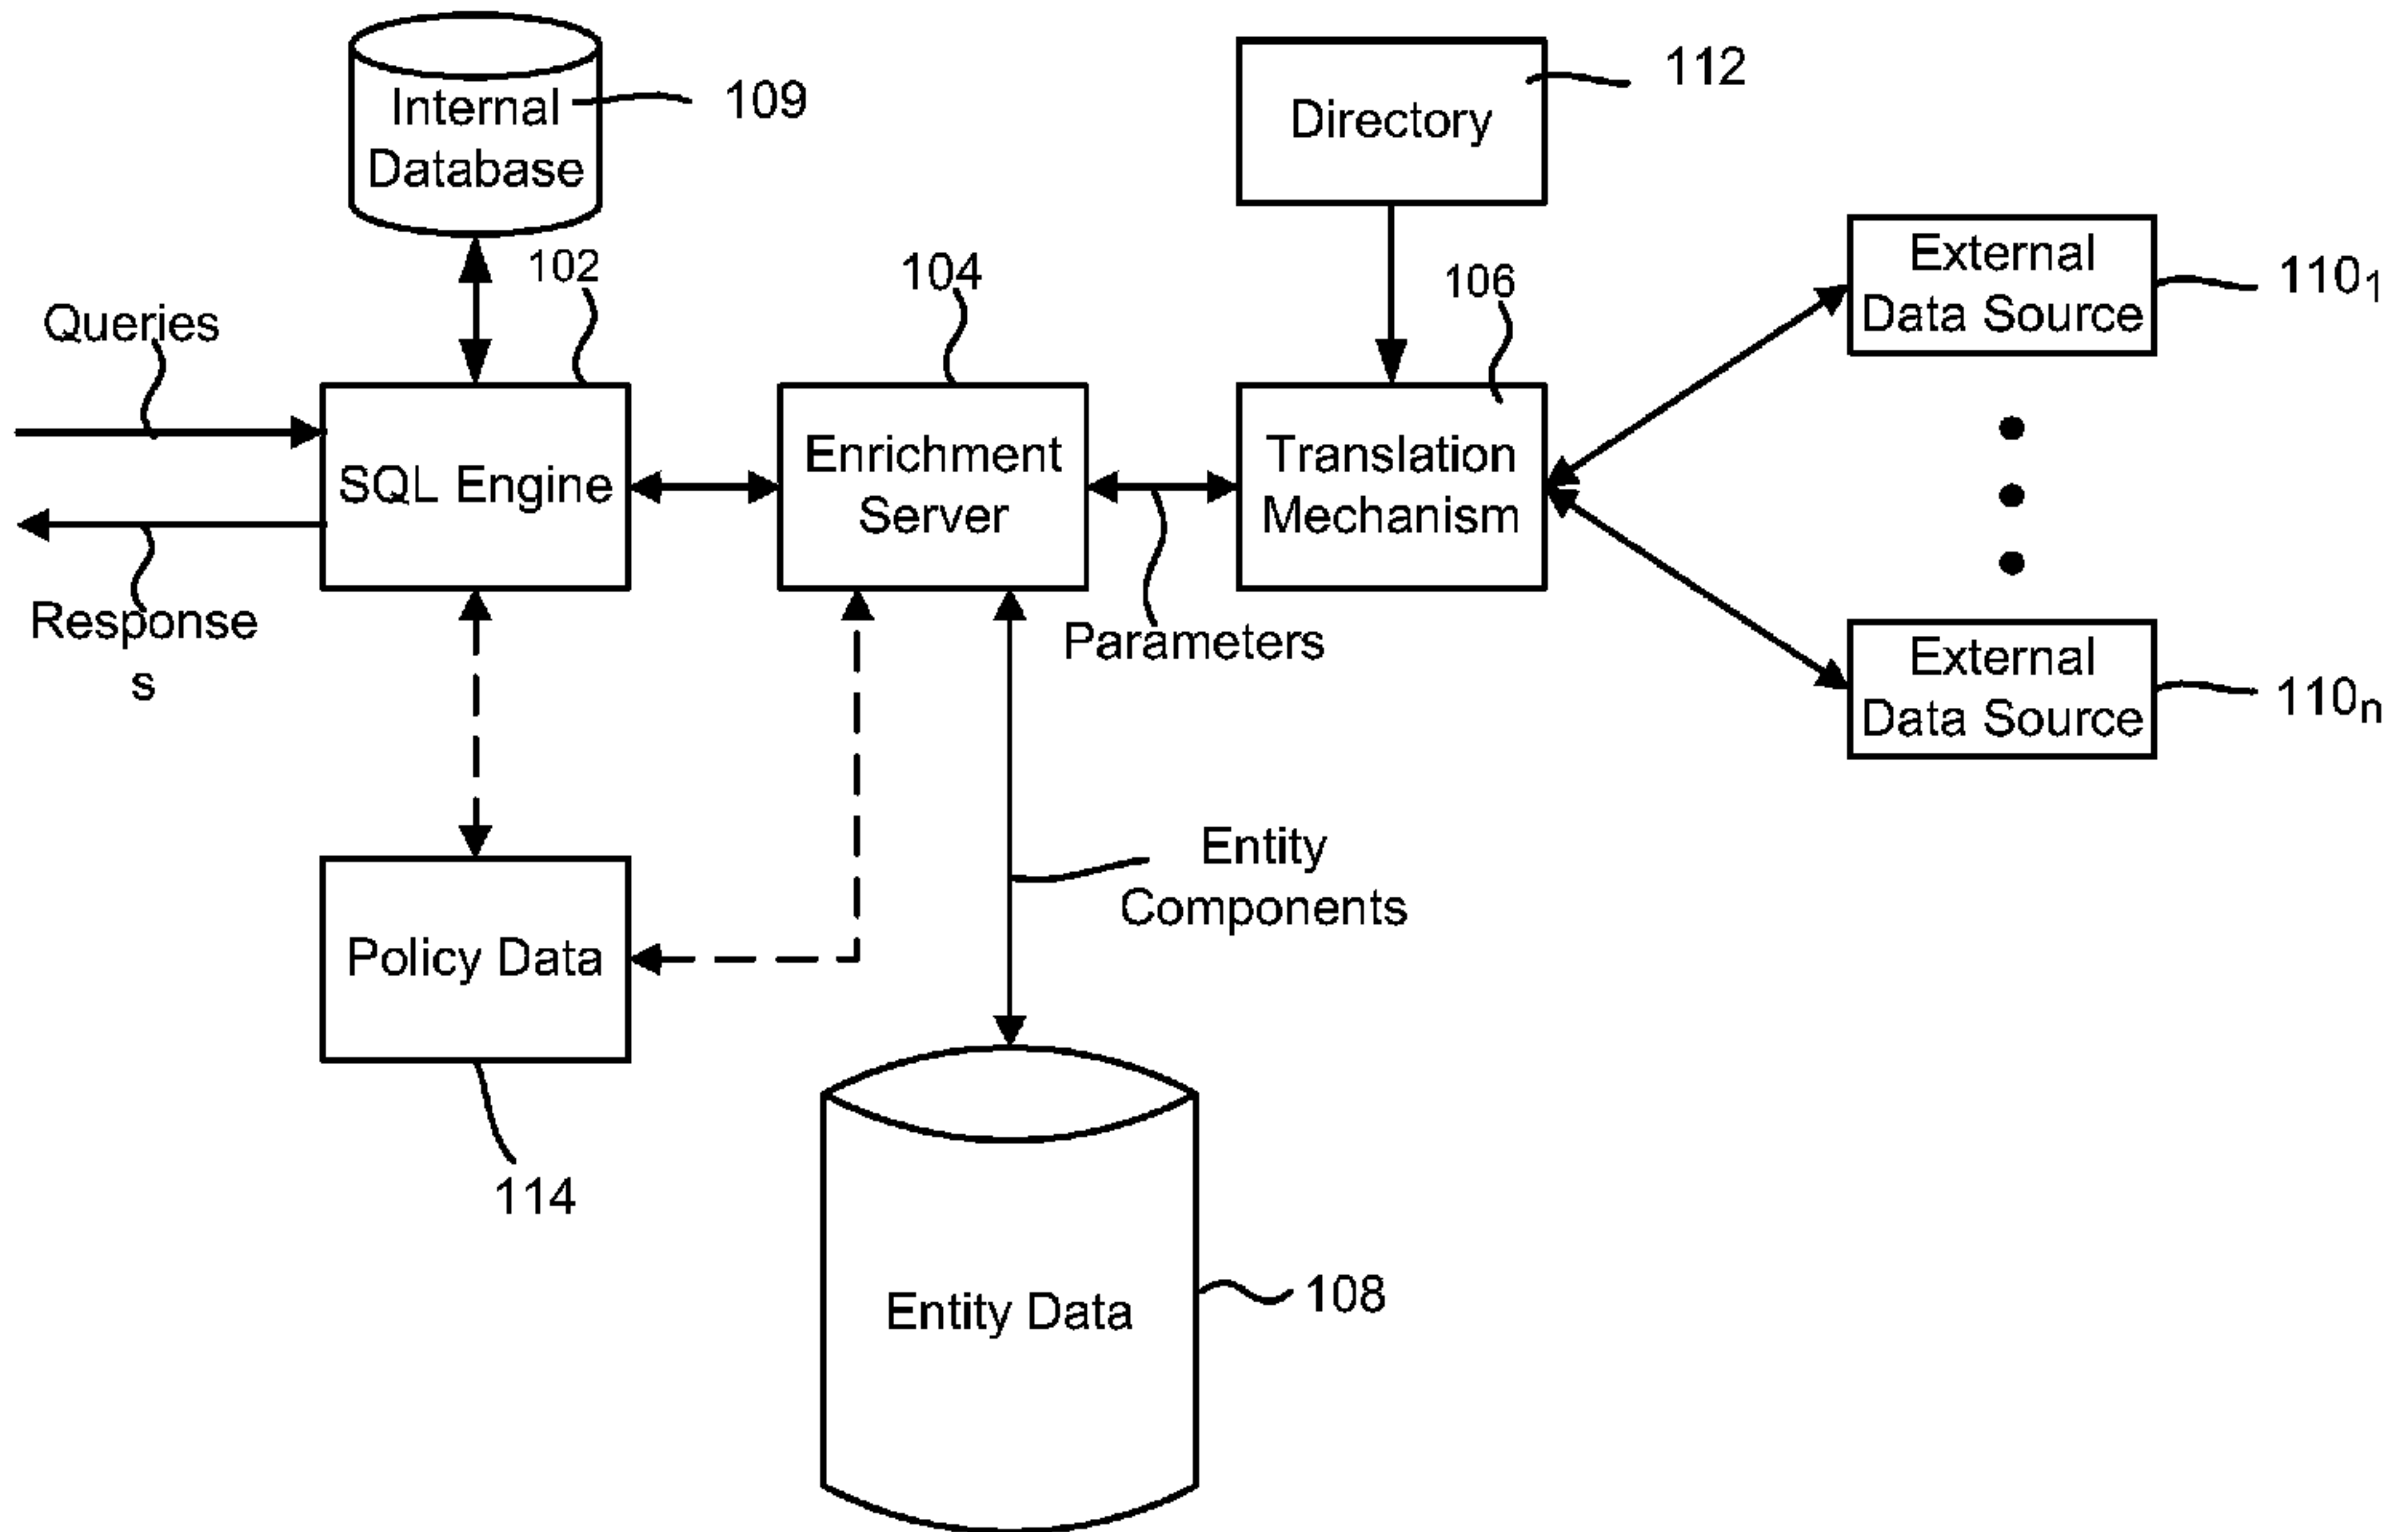 Internal
Database
109
Directory
112
102
104
106
External
Data Source
110₁
Queries
SQL Engine
Enrichment
Server
Translation
Mechanism
Response
s
Parameters
External
Data Source
110ₙ
Entity
Components
Policy Data
114
Entity Data
108